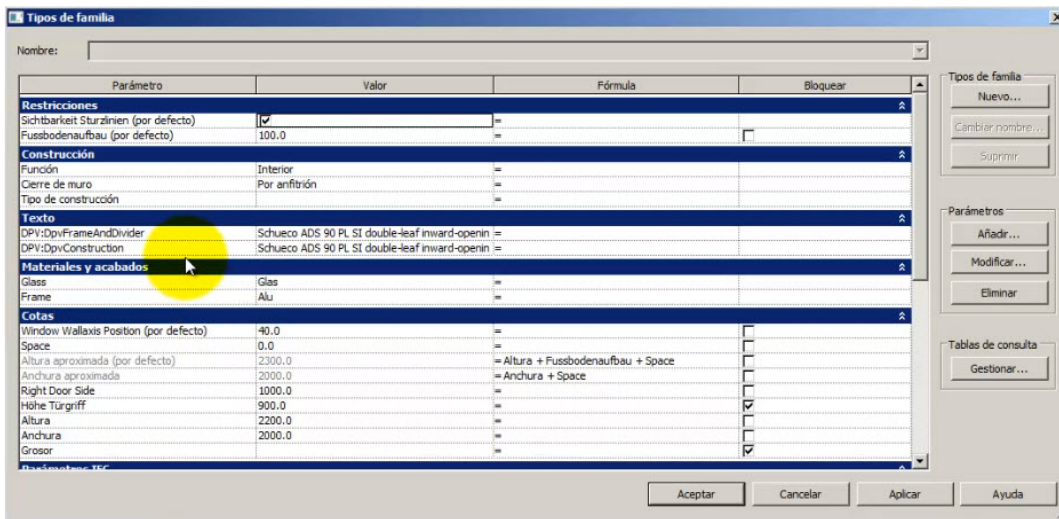 Tipos de familia
Nombre:
Parámetro Valor Fórmula Bloquear
Restricciones
Sichtbarkeit Sturzlinien (por defecto) =
Fussbodenaufbau (por defecto) 100.0 =
Construcción
Función Interior =
Cierre de muro Por anfitrión =
Tipo de construcción =
Texto
DPV:DpvFrameAndDivider Schueco ADS 90 PL SI double-leaf inward-openin =
DPV:DpvConstruction Schueco ADS 90 PL SI double-leaf inward-openin =
Materiales y acabados
Glass Glas =
Frame Alu =
Cotas
Window Wallaxis Position (por defecto) 40.0 =
Space 0.0 =
Altura aproximada (por defecto) 2300.0 = Altura + Fussbodenaufbau + Space
Anchura aproximada 2000.0 = Anchura + Space
Right Door Side 1000.0 =
Höhe Türgriff 900.0 =
Altura 2200.0 =
Anchura 2000.0 =
Grosor =
Parámetros IFC
Tipos de familia
Nuevo...
Cambiar nombre...
Suprimir
Parámetros
Añadir...
Modificar...
Eliminar
Tablas de consulta
Gestionar...
Aceptar Cancelar Aplicar Ayuda